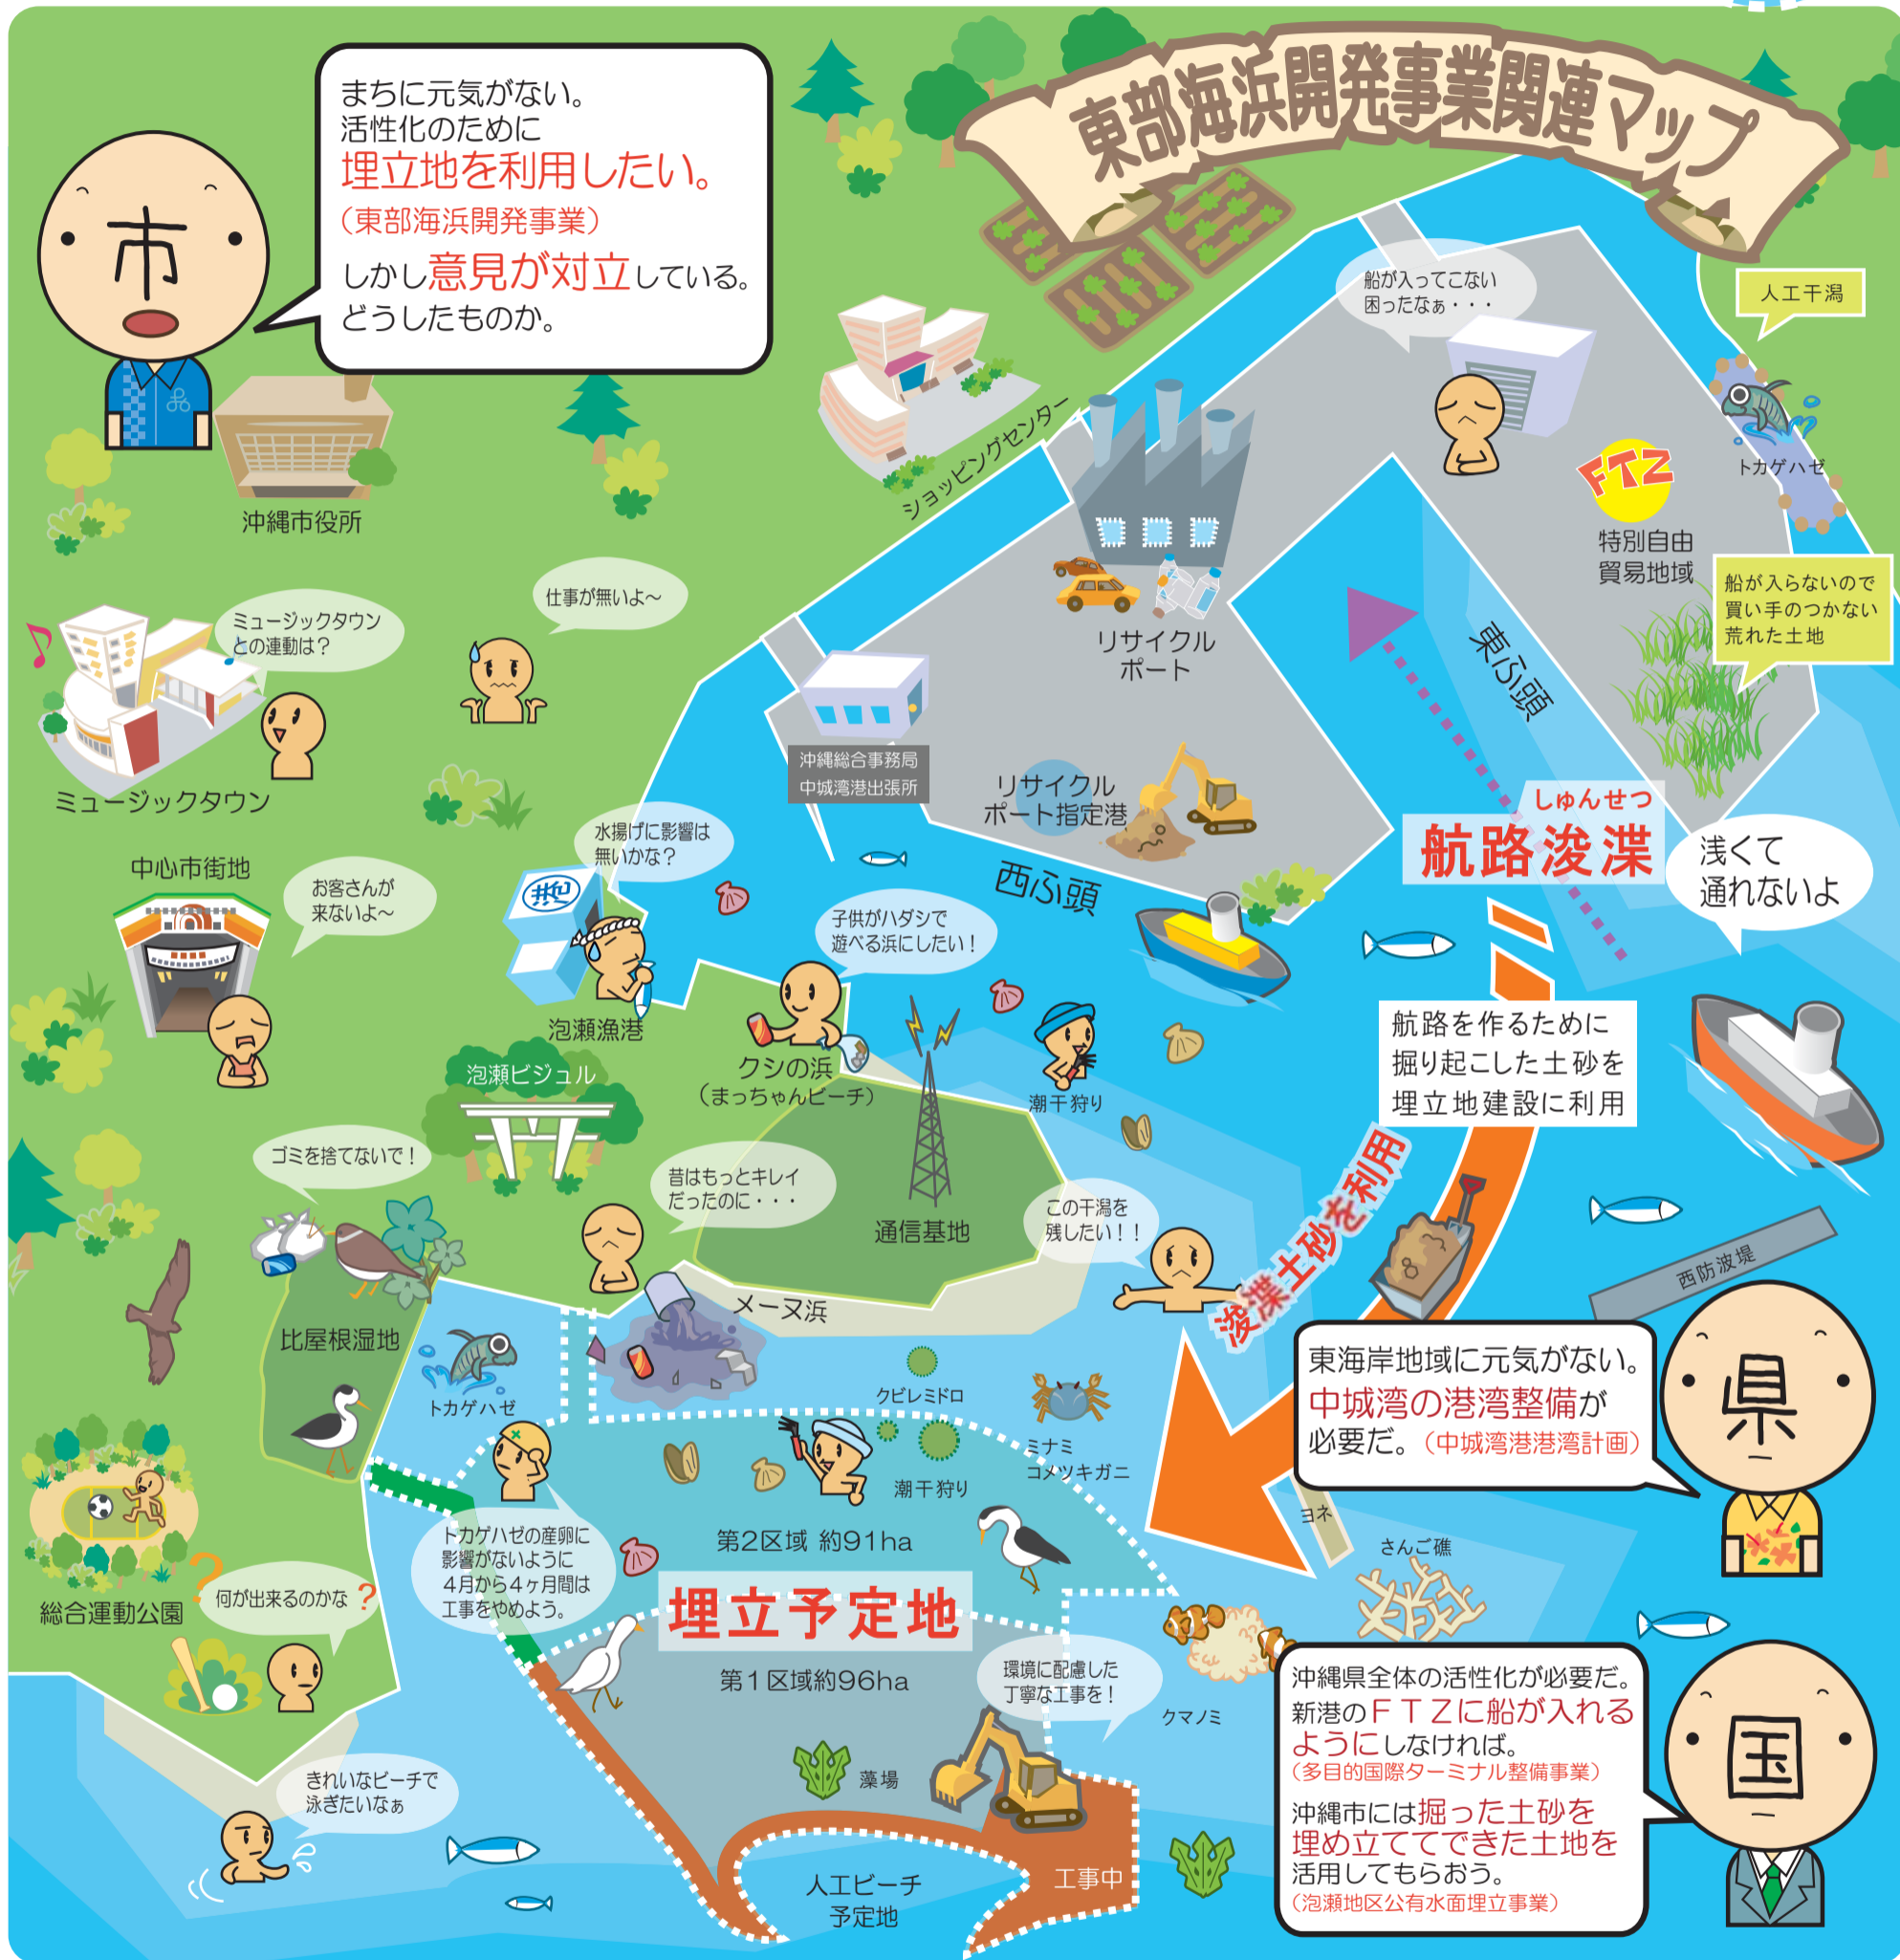 東部海浜開発事業関連マップ
まちに元気がない。
活性化のために
埋立地を利用したい。
（東部海浜開発事業）
しかし意見が対立している。
どうしたものか。
市
沖縄市役所
ショッピングセンター
船が入ってこない
困ったなぁ・・・
人工干潟
トカゲハゼ
FTZ
特別自由
貿易地域
船が入らないので
買い手のつかない
荒れた土地
仕事が無いよ～
ミュージックタウン
との連動は？
ミュージックタウン
リサイクル
ポート
東ふ頭
沖縄総合事務局
中城湾港出張所
リサイクル
ポート指定港
西ふ頭
しゅんせつ
航路浚渫
浅くて
通れないよ
中心市街地
お客さんが
来ないよ～
水揚げに影響は
無いかな？
泡瀬漁港
子供がハダシで
遊べる浜にしたい！
クシの浜
（まっちゃんビーチ）
潮干狩り
航路を作るために
掘り起こした土砂を
埋立地建設に利用
泡瀬ビジュル
ゴミを捨てないで！
昔はもっとキレイ
だったのに・・・
通信基地
この干潟を
残したい！！
浚渫土砂を利用
西防波堤
メーヌ浜
比屋根湿地
トカゲハゼ
クビレミドロ
ミナミ
コメツキガニ
潮干狩り
東海岸地域に元気がない。
中城湾の港湾整備が
必要だ。（中城湾港港湾計画）
県
ヨネ
さんご礁
総合運動公園
何が出来るのかな？
？
トカゲハゼの産卵に
影響がないように
4月から4ヶ月間は
工事をやめよう。
第2区域 約91ha
埋立予定地
第1区域約96ha
環境に配慮した
丁寧な工事を！
クマノミ
沖縄県全体の活性化が必要だ。
新港のＦＴＺに船が入れる
ようにしなければ。
（多目的国際ターミナル整備事業）
沖縄市には掘った土砂を
埋め立ててできた土地を
活用してもらおう。
（泡瀬地区公有水面埋立事業）
国
きれいなビーチで
泳ぎたいなぁ
藻場
人工ビーチ
予定地
工事中